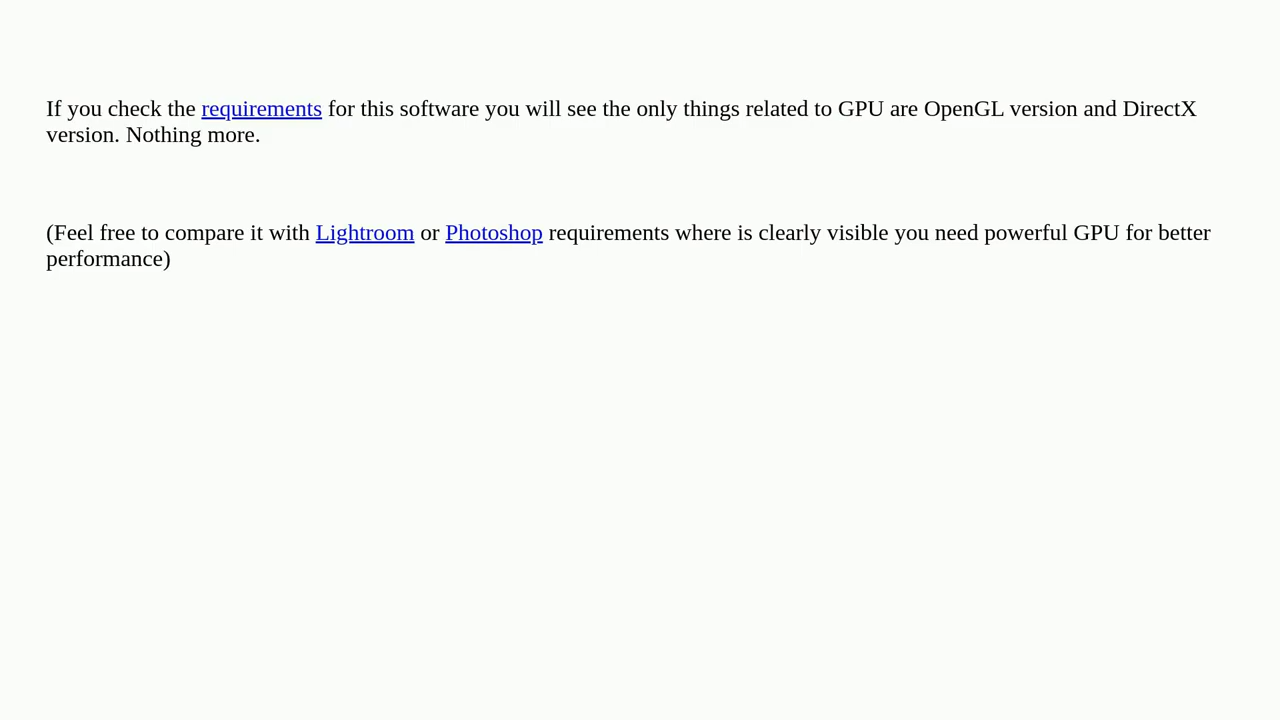 If you check the requirements for this software you will see the only things related to GPU are OpenGL version and DirectX
version. Nothing more.
(Feel free to compare it with Lightroom or Photoshop requirements where is clearly visible you need powerful GPU for better
performance)